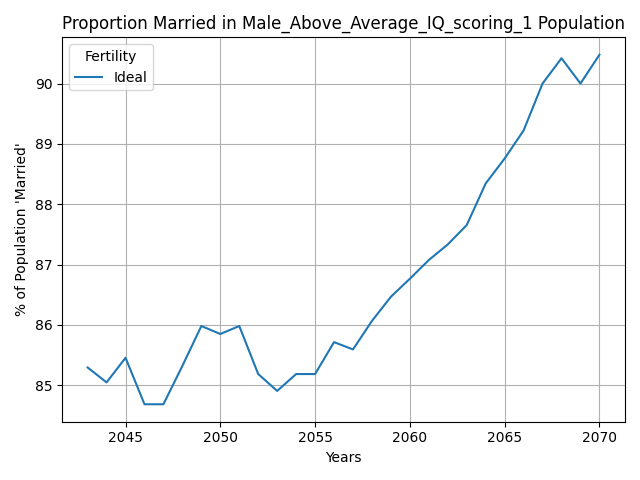 Proportion Married in Male_Above_Average_IQ_scoring_1 Population
Fertility
Ideal
% of Population 'Married'
90
89
88
87
86
85
2045 2050 2055 2060 2065 2070
Years